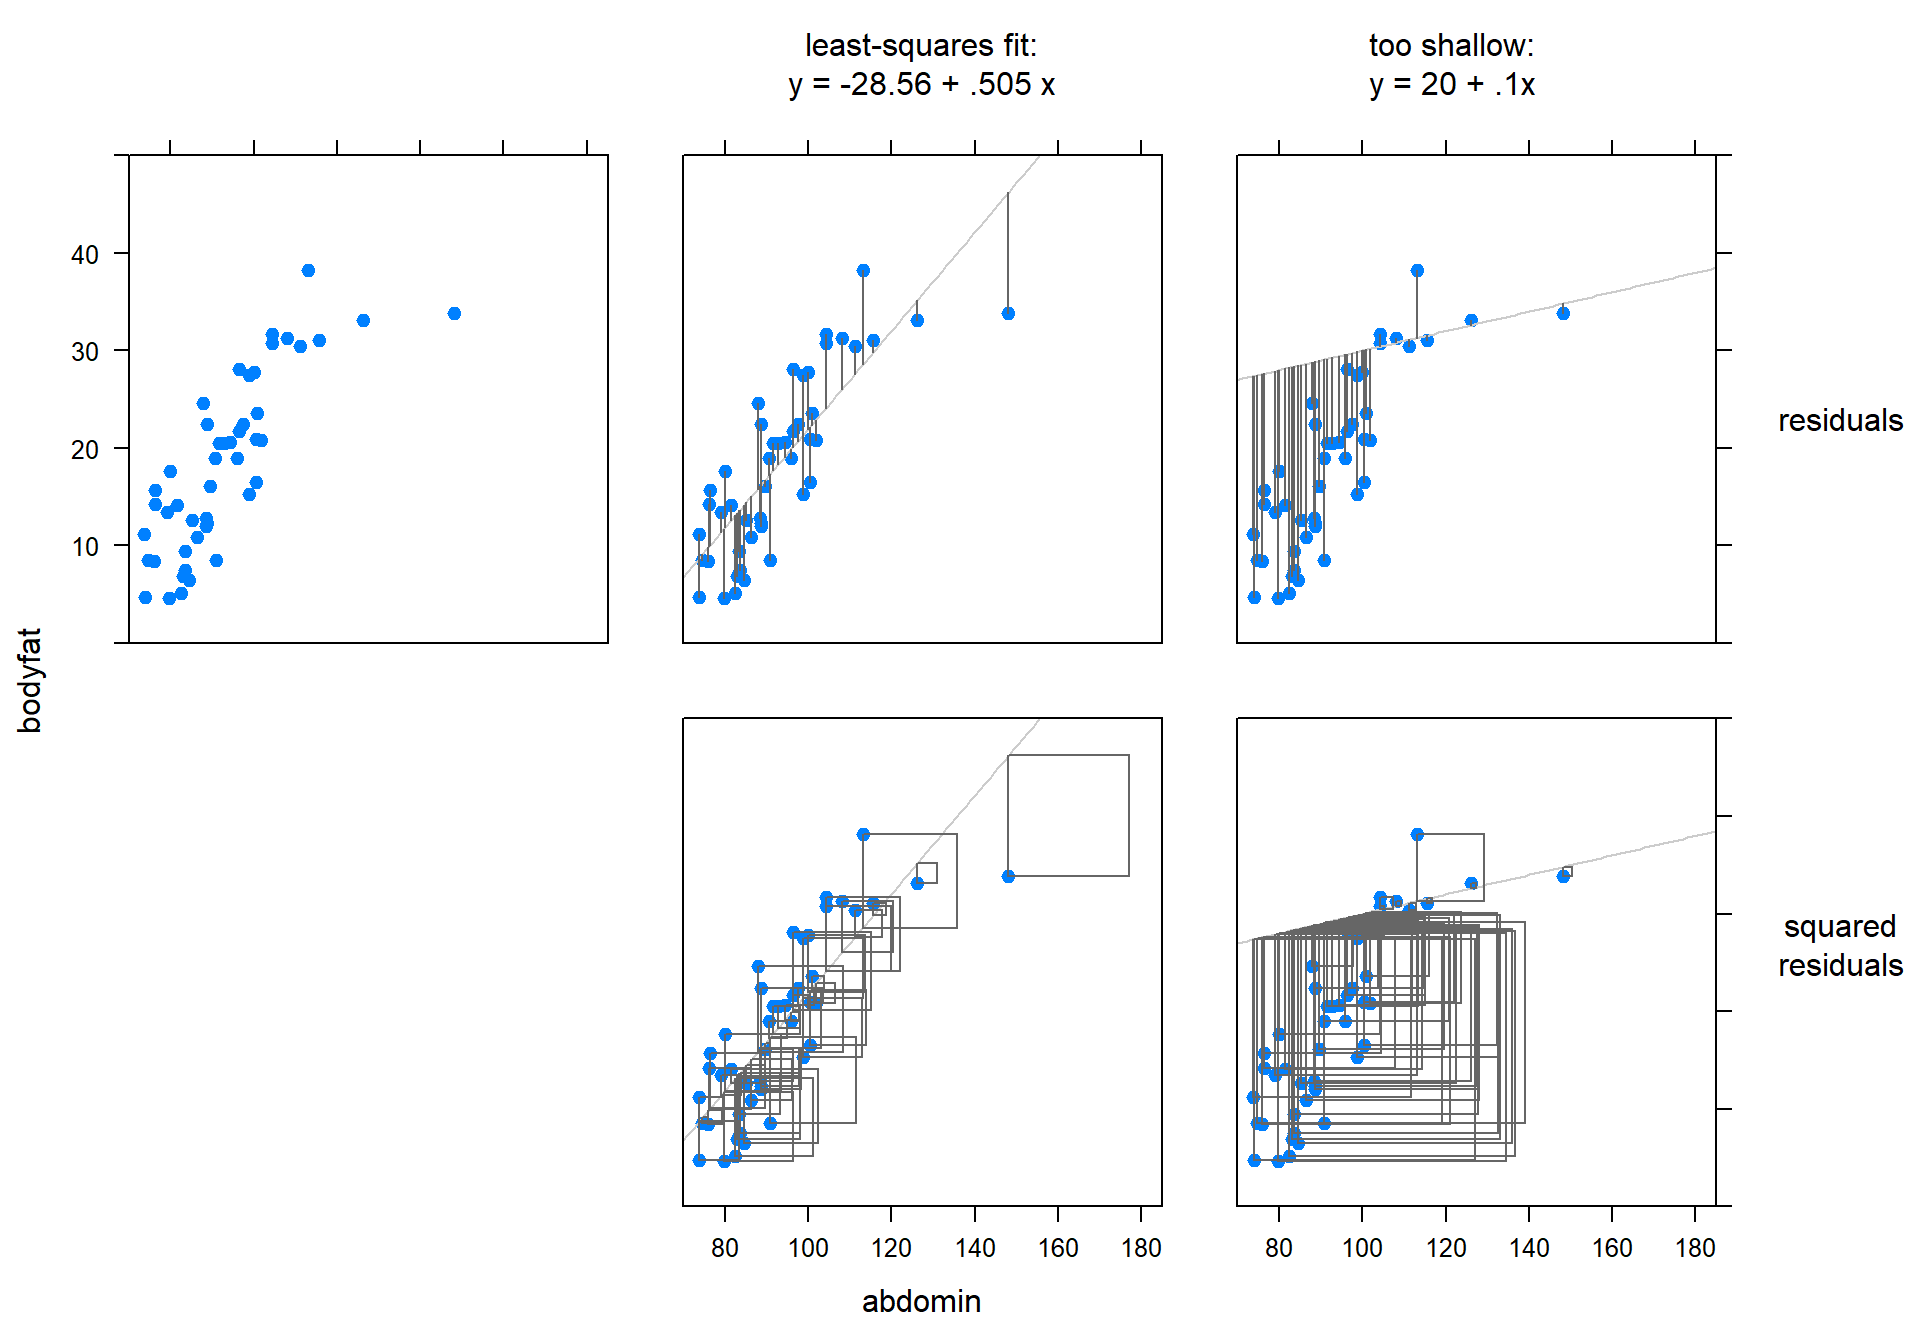 least-squares fit:
y = -28.56 + .505 x
too shallow:
y = 20 + .1x
40
30
20
10
residuals
bodyfat
squared
residuals
80 100 120 140 160 180
80 100 120 140 160 180
abdomin